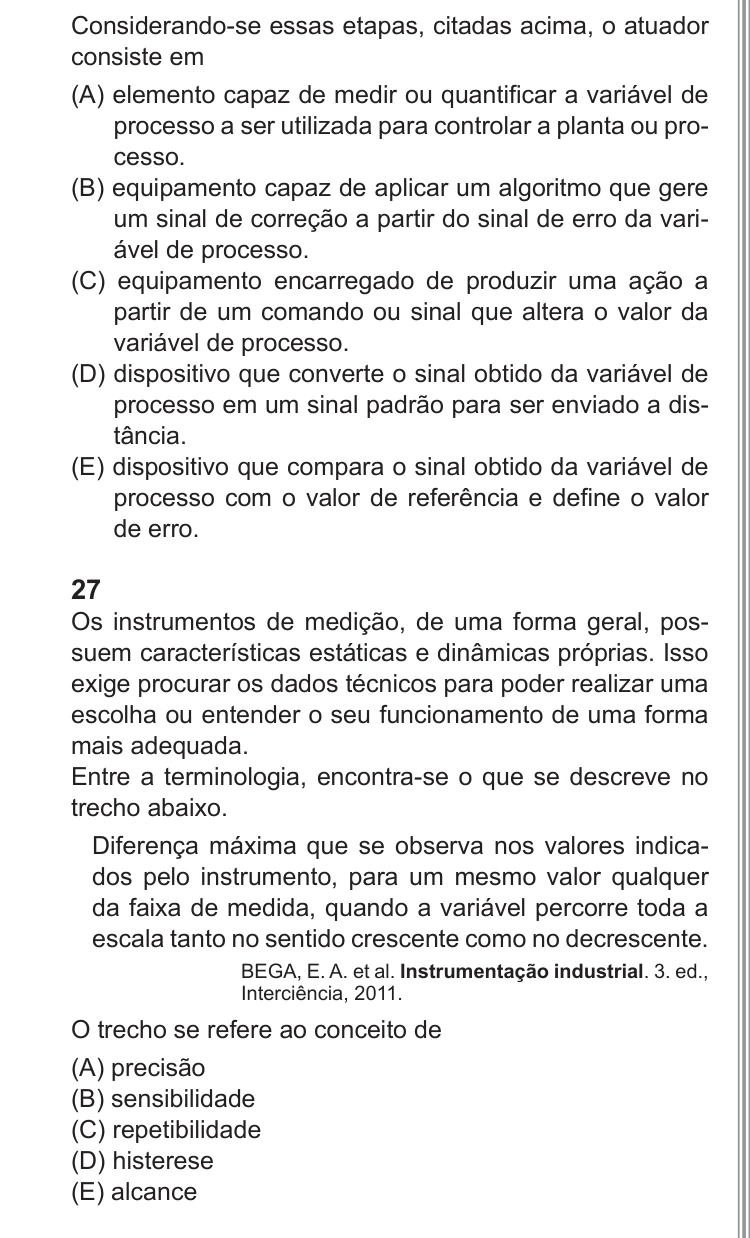 Considerando-se essas etapas, citadas acima, o atuador
consiste em
(A) elemento capaz de medir ou quantificar a variável de
processo a ser utilizada para controlar a planta ou pro-
cesso.
(B) equipamento capaz de aplicar um algoritmo que gere
um sinal de correção a partir do sinal de erro da vari-
ável de processo.
(C) equipamento encarregado de produzir uma ação a
partir de um comando ou sinal que altera o valor da
variável de processo.
(D) dispositivo que converte o sinal obtido da variável de
processo em um sinal padrão para ser enviado a dis-
tância.
(E) dispositivo que compara o sinal obtido da variável de
processo com o valor de referência e define o valor
de erro.
27
Os instrumentos de medição, de uma forma geral, pos-
suem características estáticas e dinâmicas próprias. Isso
exige procurar os dados técnicos para poder realizar uma
escolha ou entender o seu funcionamento de uma forma
mais adequada.
Entre a terminologia, encontra-se o que se descreve no
trecho abaixo.
Diferença máxima que se observa nos valores indica-
dos pelo instrumento, para um mesmo valor qualquer
da faixa de medida, quando a variável percorre toda a
escala tanto no sentido crescente como no decrescente.
BEGA, E. A. et al. Instrumentação industrial. 3. ed.,
Interciência, 2011.
O trecho se refere ao conceito de
(A) precisão
(B) sensibilidade
(C) repetibilidade
(D) histerese
(E) alcance